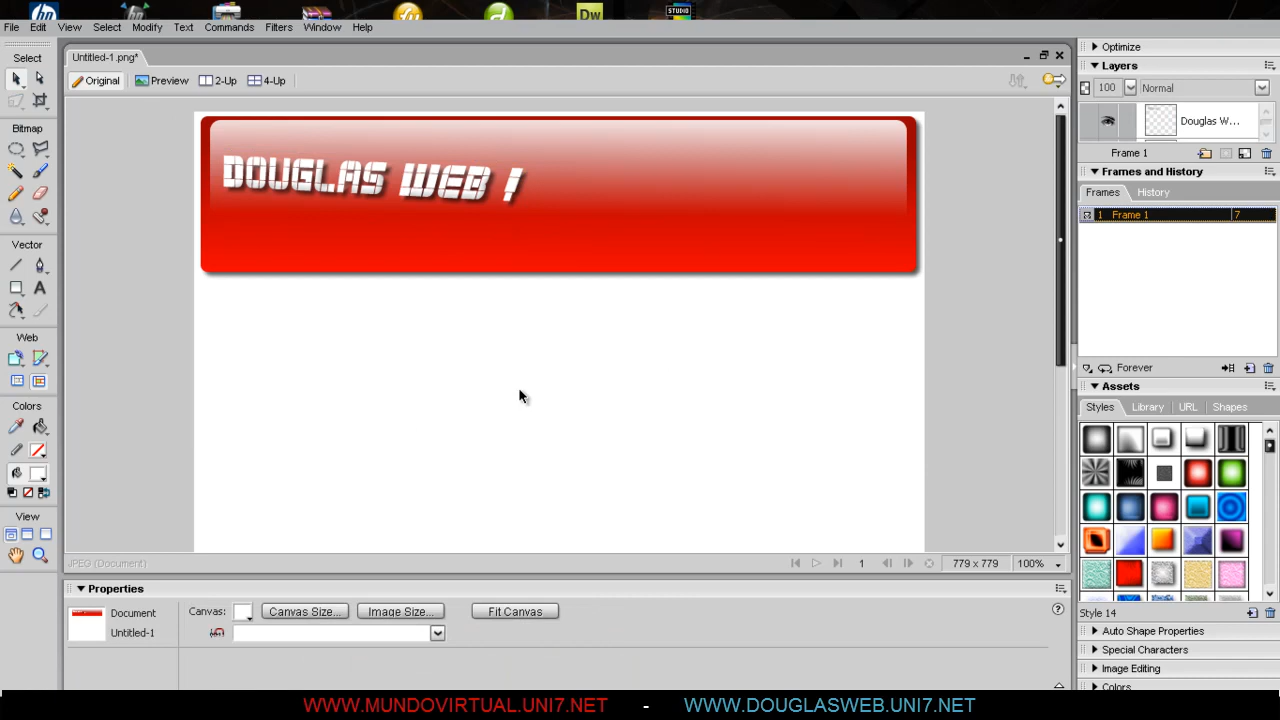 File Edit View Select Modify Text Commands Filters Window Help
Untitled-1.png*
Original Preview 2-Up 4-Up
DOUGLAS WEB !
Select
Bitmap
Vector
Web
Colors
View
JPEG (Document)
1
779 x 779
100%
Properties
Document
Untitled-1
Canvas: Canvas Size... Image Size... Fit Canvas
Optimize
Layers
100 Normal
Douglas W...
Frame 1
Frames and History
Frames History
1 Frame 1 7
Forever
Assets
Styles Library URL Shapes
Style 14
Auto Shape Properties
Special Characters
Image Editing
Colors
hp
Dw
STUDIO
WWW.MUNDOVIRTUAL.UNI7.NET - WWW.DOUGLASWEB.UNI7.NET